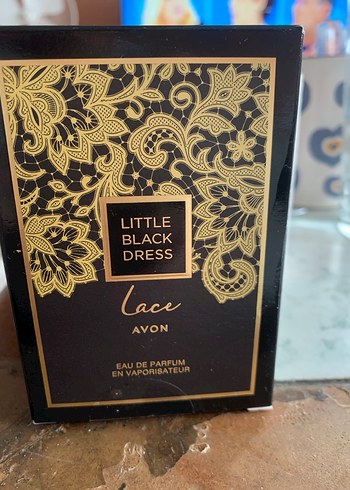 LITTLE
BLACK
DRESS
Lace
AVON
EAU DE PARFUM
EN VAPORISATEUR